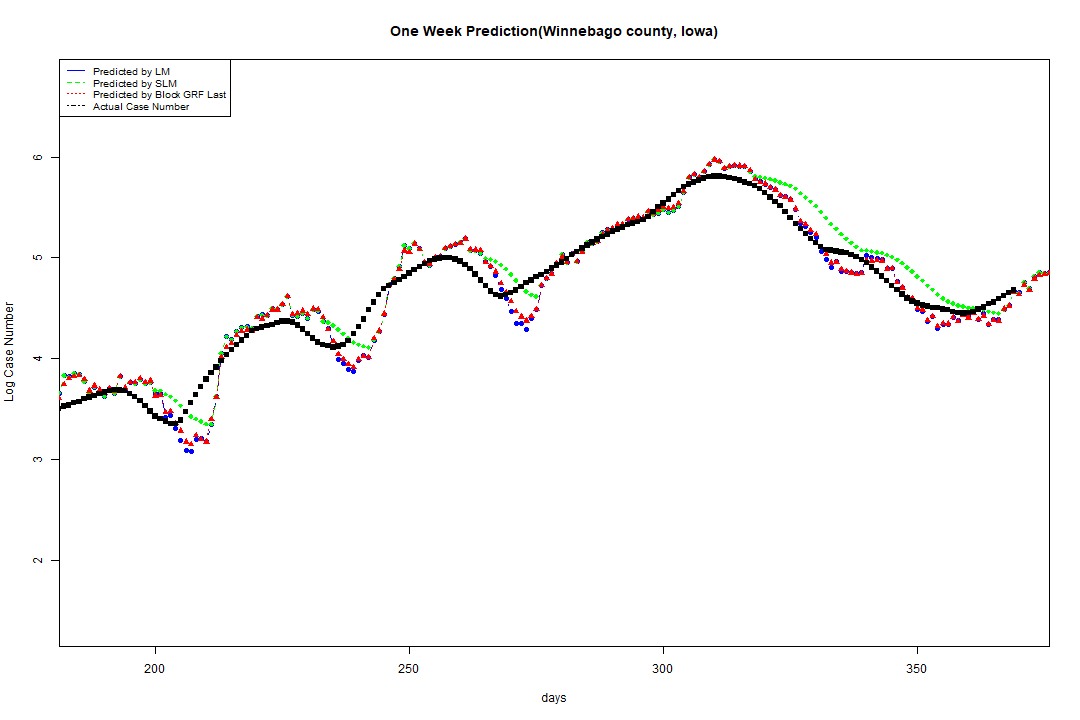 One Week Prediction(Winnebago county, Iowa)
Predicted by LM
Predicted by SLM
Predicted by Block GRF Last
Actual Case Number
6
5
4
3
2
Log Case Number
200 250 300 350
days